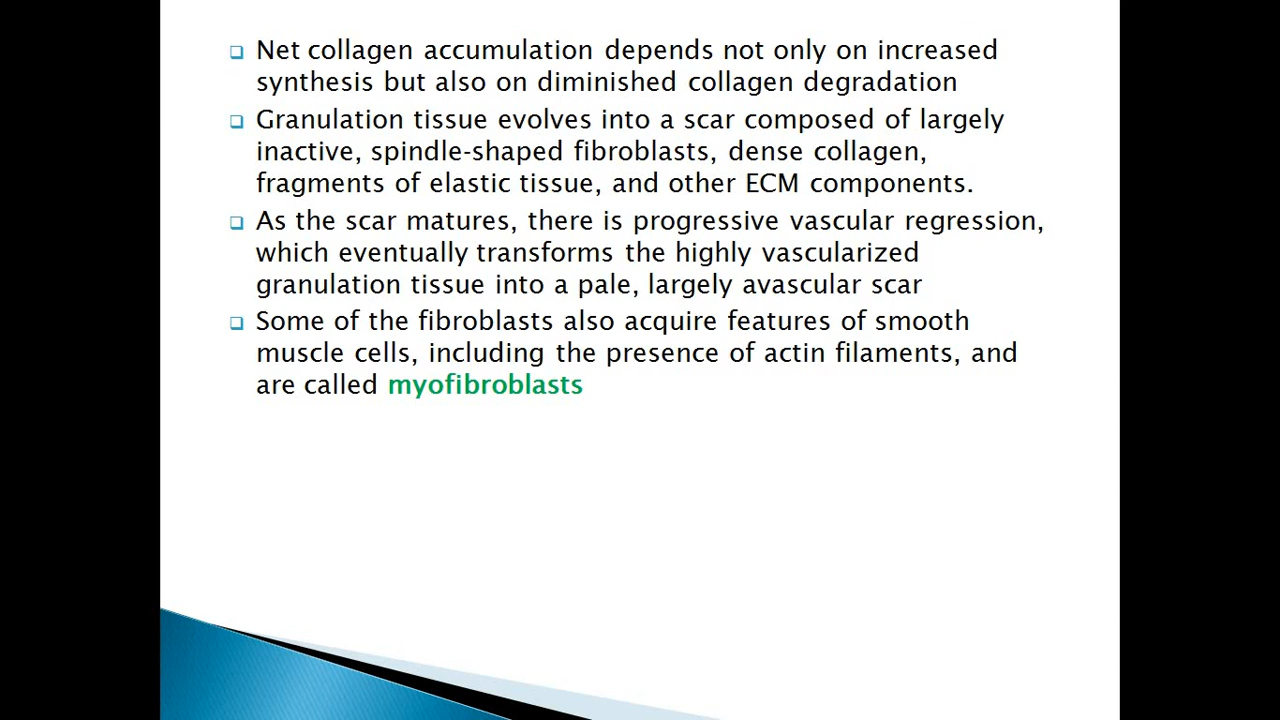 Net collagen accumulation depends not only on increased
synthesis but also on diminished collagen degradation
Granulation tissue evolves into a scar composed of largely
inactive, spindle-shaped fibroblasts, dense collagen,
fragments of elastic tissue, and other ECM components.
As the scar matures, there is progressive vascular regression,
which eventually transforms the highly vascularized
granulation tissue into a pale, largely avascular scar
Some of the fibroblasts also acquire features of smooth
muscle cells, including the presence of actin filaments, and
are called myofibroblasts